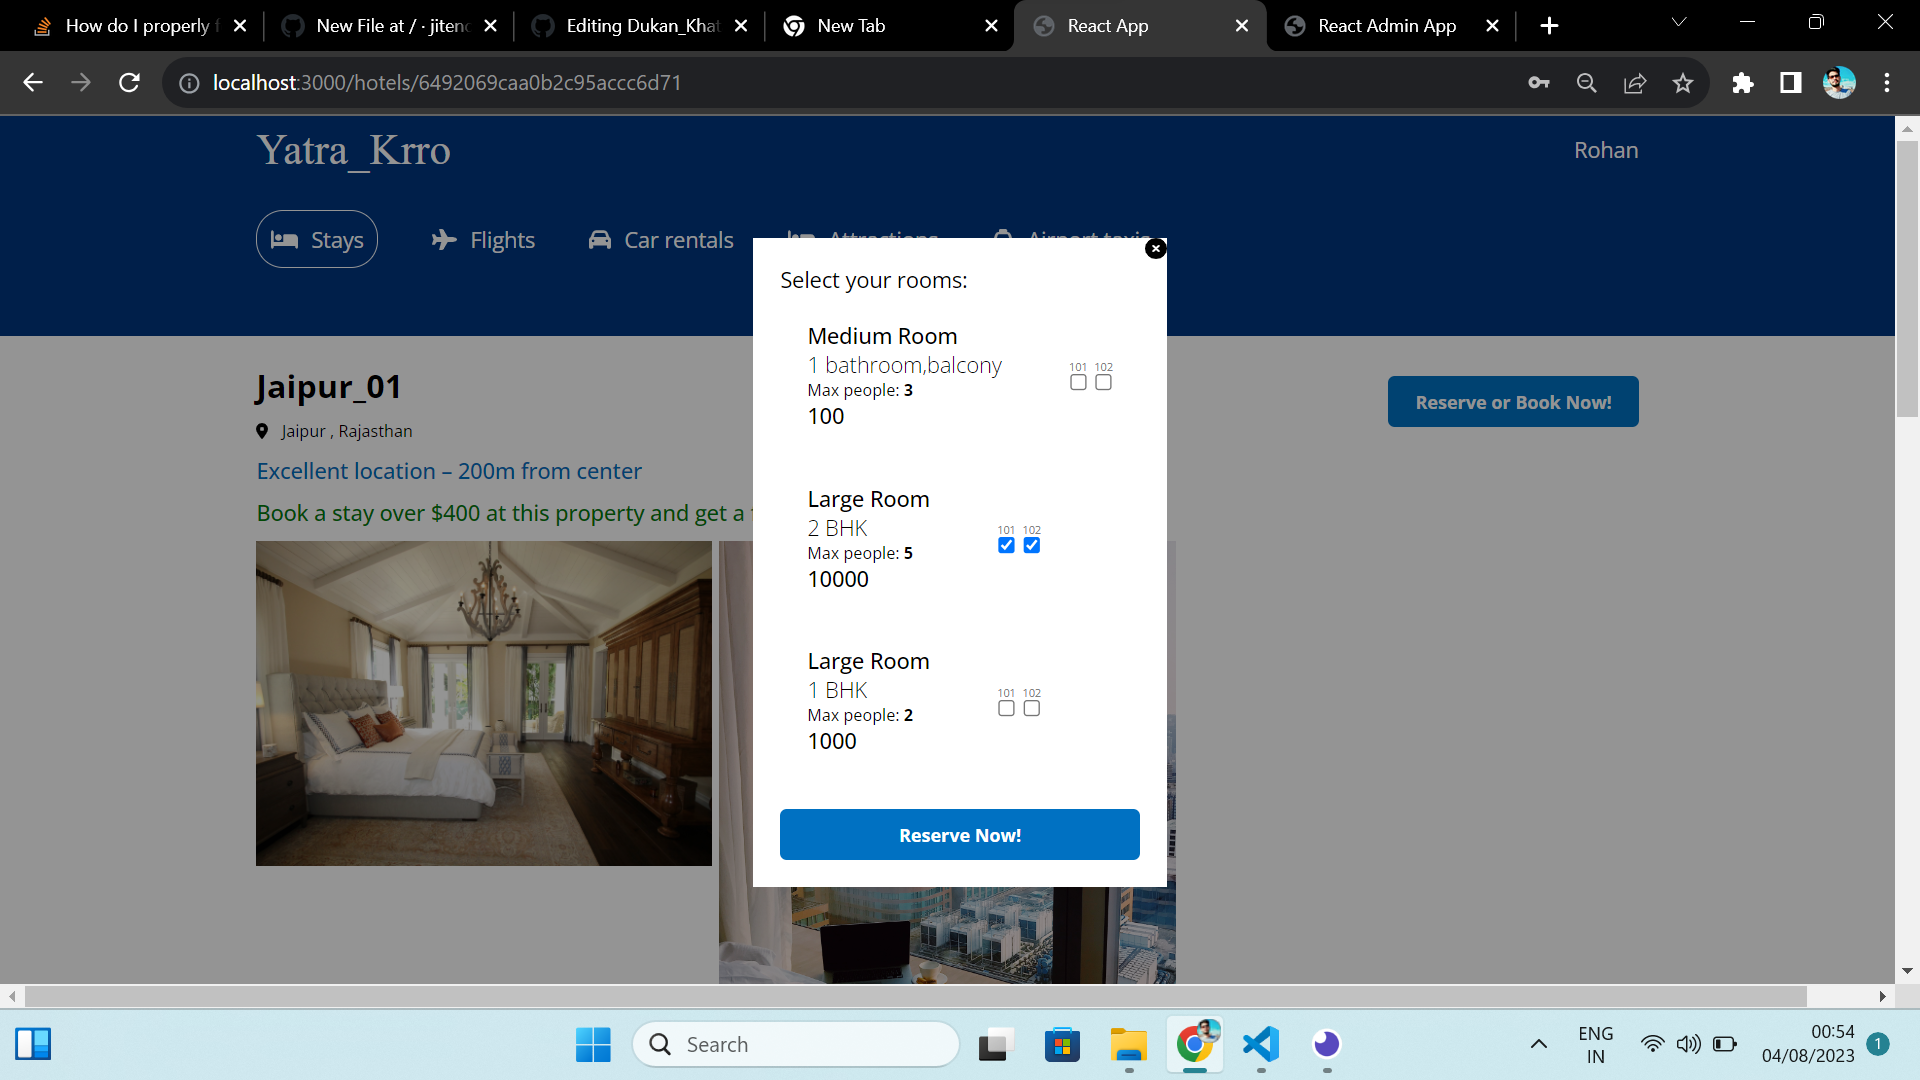 How do I properly f
New File at / · jitenc
Editing Dukan_Khat
New Tab
React App
React Admin App
localhost:3000/hotels/6492069caa0b2c95accc6d71
Yatra_Krro
Rohan
Stays
Flights
Car rentals
Attractions
Airport taxis
Select your rooms:
Medium Room
1 bathroom,balcony
Max people: 3
100
101 102
Large Room
2 BHK
Max people: 5
10000
101 102
Large Room
1 BHK
Max people: 2
1000
101 102
Reserve Now!
Jaipur_01
Jaipur , Rajasthan
Excellent location – 200m from center
Book a stay over $400 at this property and get a
Reserve or Book Now!
Search
ENG
IN
00:54
04/08/2023
1